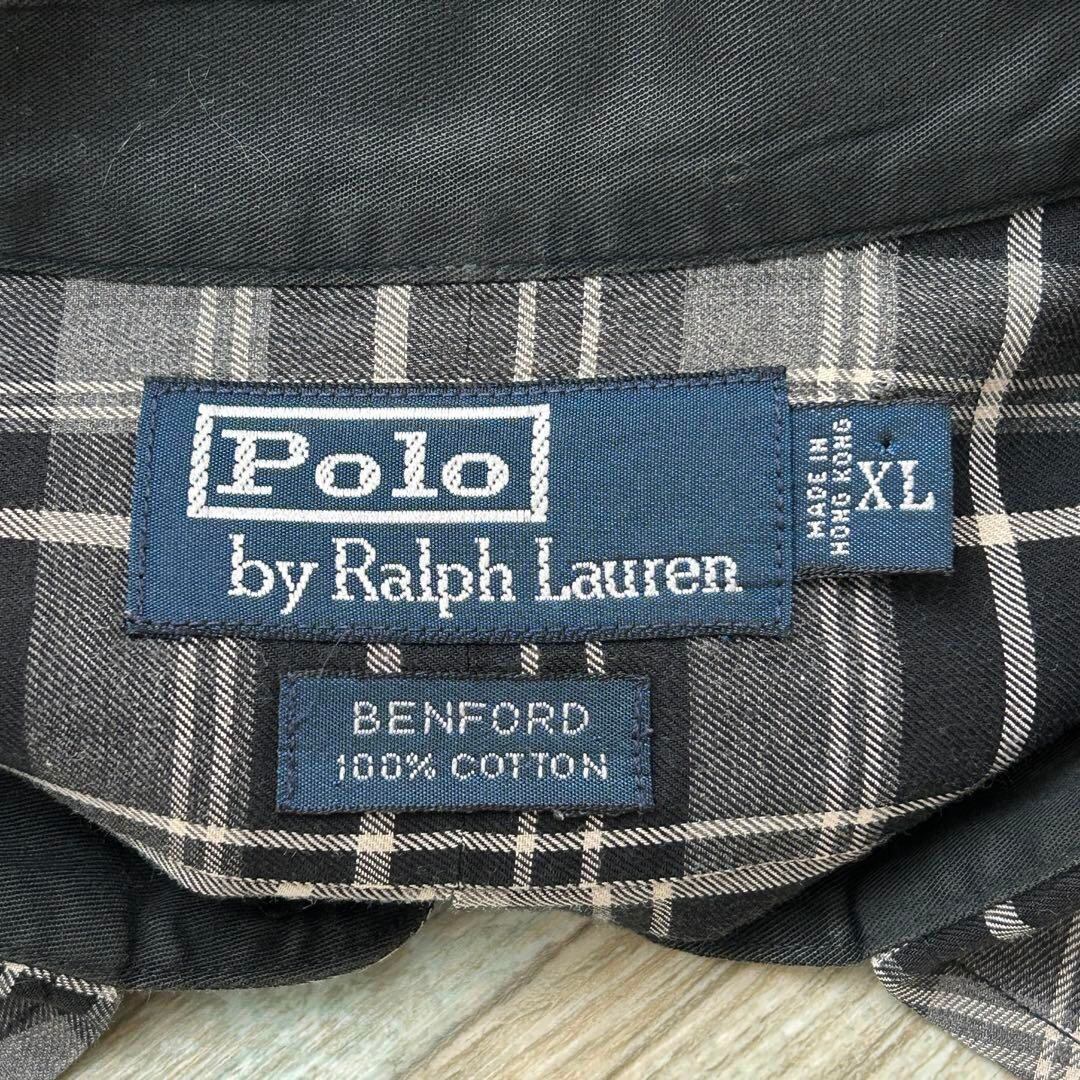 Polo
by Ralph Lauren
MADE IN
HONG KONG
XL
BENFORD
100% COTTON